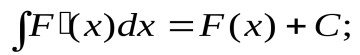 ∫F▯(x)dx = F(x) + C;